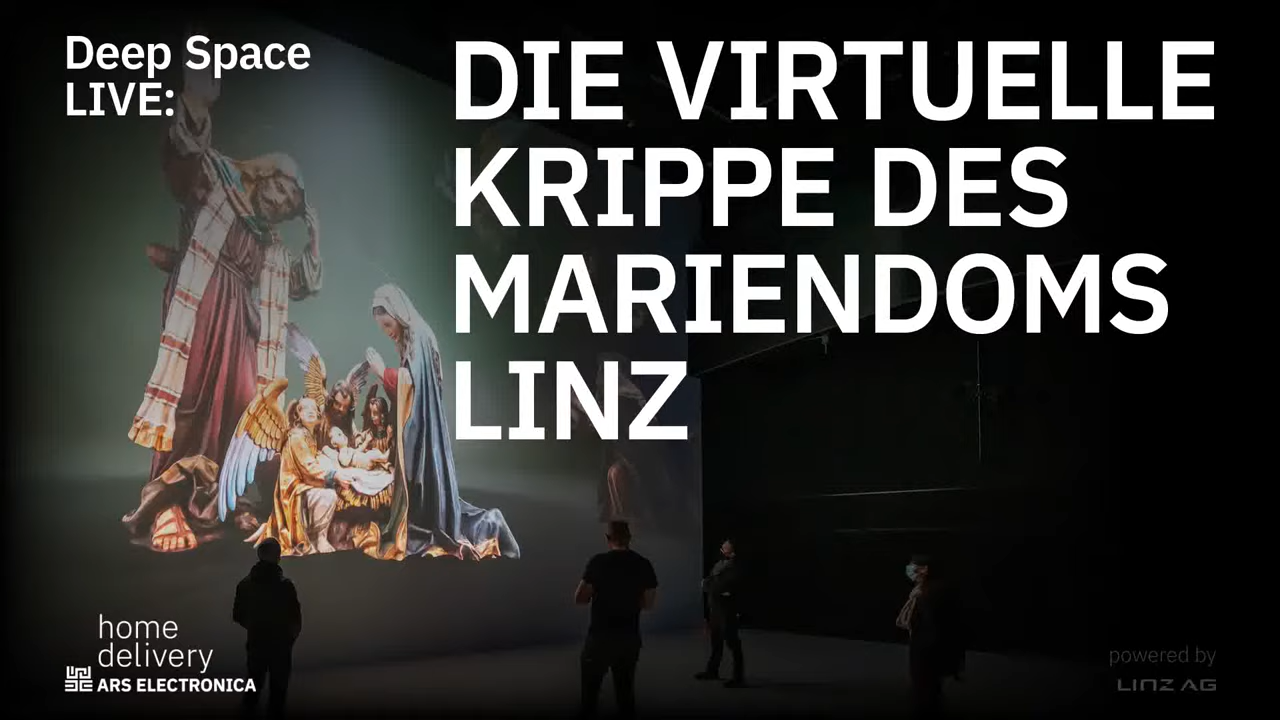 Deep Space
LIVE:
DIE VIRTUELLE
KRIPPE DES
MARIENDOMS
LINZ
home
delivery
ARS ELECTRONICA
powered by
LINZ AG